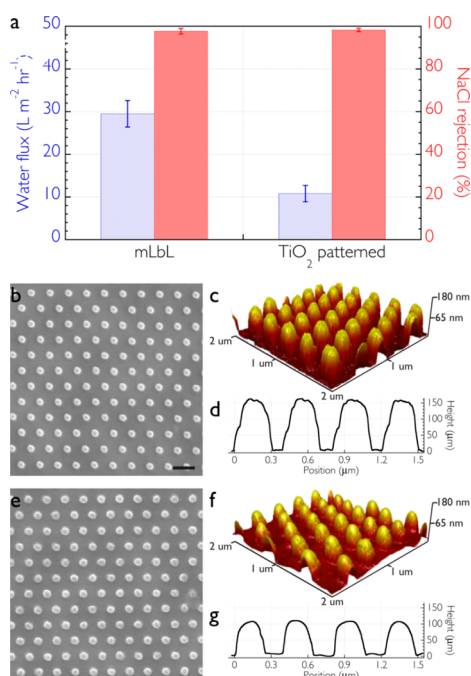 a
50
40
30
20
10
0
Water flux (L m⁻² hr⁻¹)
100
80
60
40
20
0
NaCl rejection (%)
mLbL
TiO₂ patterned
b
c
180 nm
65 nm
2 um
1 um
1 um
2 um
d
150
100
50
0
Height (μm)
0
0.3
0.6
0.9
1.2
1.5
Position (μm)
e
f
180 nm
65 nm
2 um
1 um
1 um
2 um
g
150
100
50
0
Height (μm)
0
0.3
0.6
0.9
1.2
1.5
Position (μm)